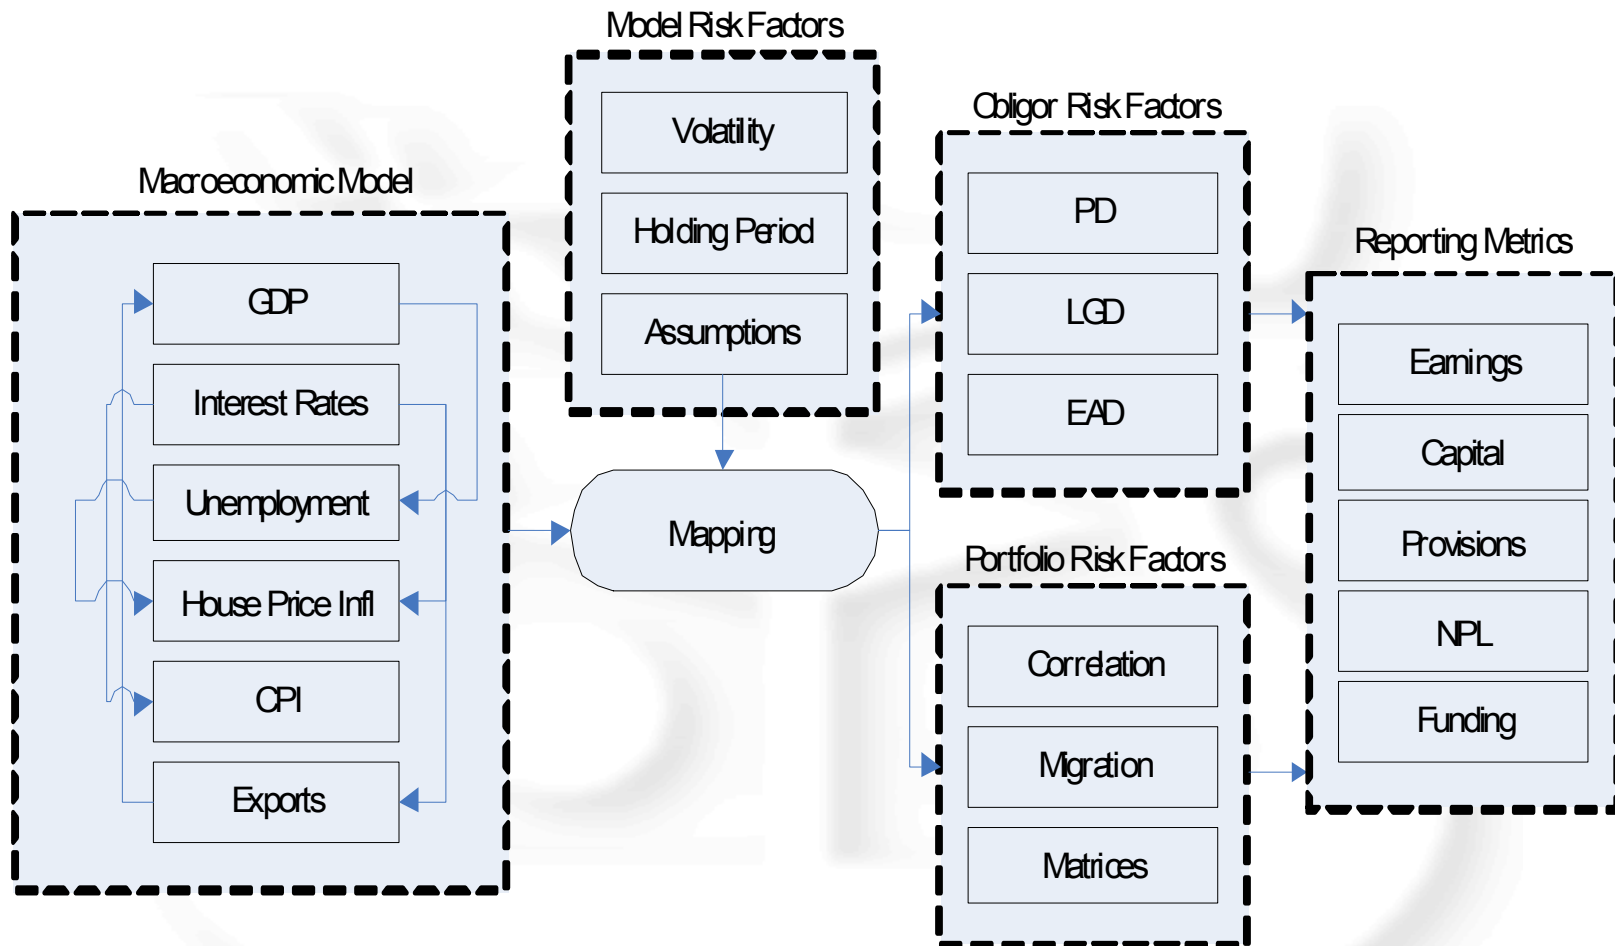 Model Risk Factors
Volatility
Holding Period
Assumptions
Macroeconomic Model
GDP
Interest Rates
Unemployment
House Price Infl
CPI
Exports
Mapping
Obligor Risk Factors
PD
LGD
EAD
Portfolio Risk Factors
Correlation
Migration
Matrices
Reporting Metrics
Earnings
Capital
Provisions
NPL
Funding